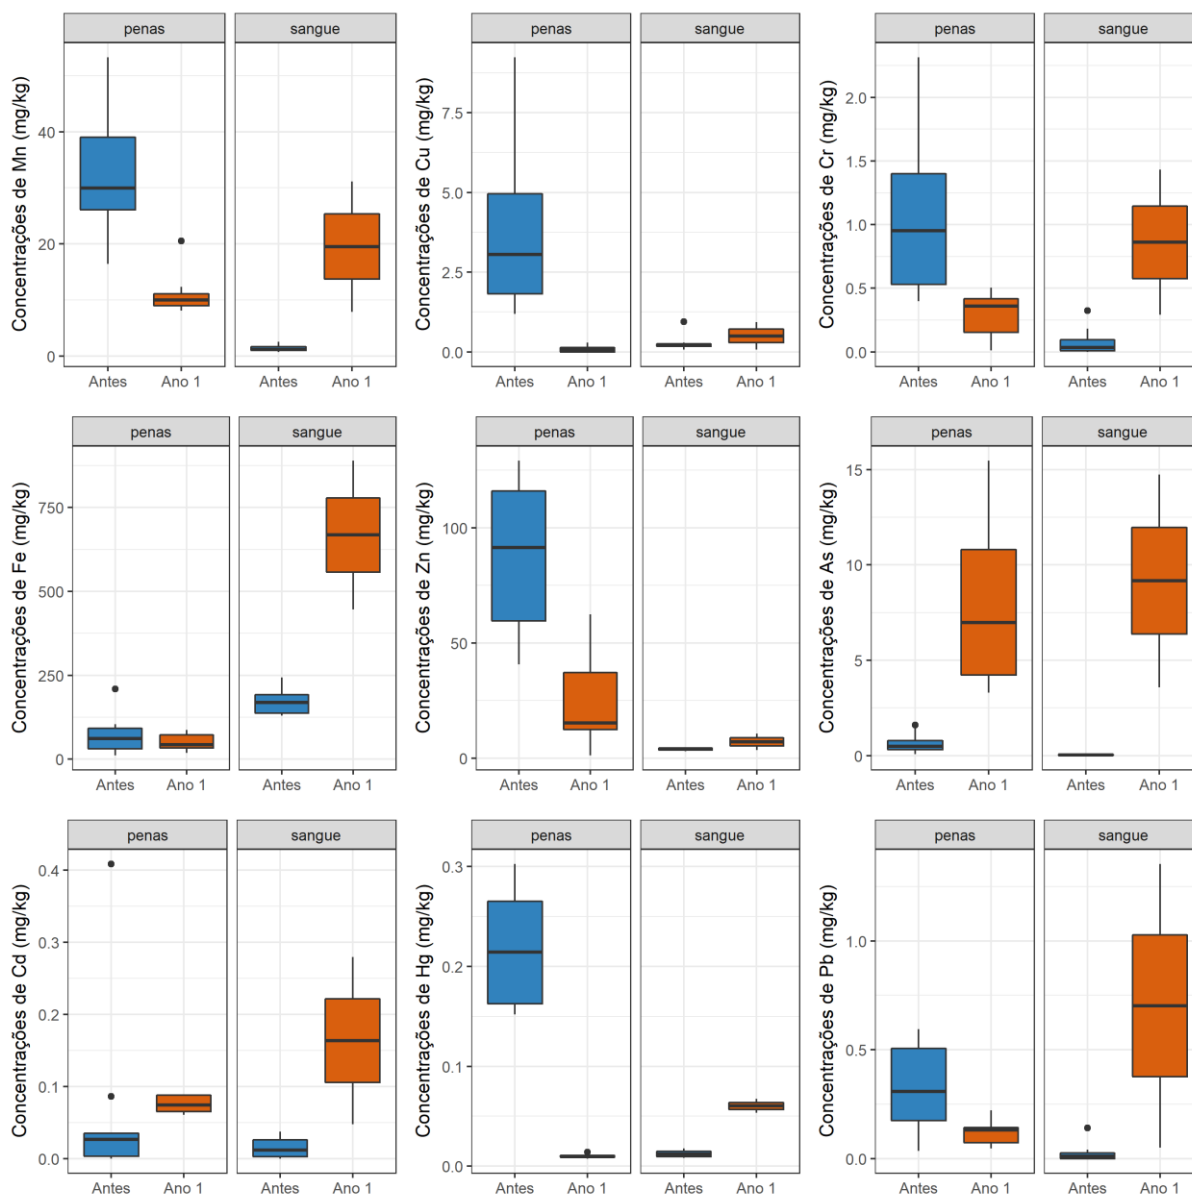 penas sangue
Concentrações de Mn (mg/kg)
40
20
0
Antes Ano 1 Antes Ano 1
penas sangue
Concentrações de Cu (mg/kg)
7.5
5.0
2.5
0.0
Antes Ano 1 Antes Ano 1
penas sangue
Concentrações de Cr (mg/kg)
2.0
1.5
1.0
0.5
0.0
Antes Ano 1 Antes Ano 1
penas sangue
Concentrações de Fe (mg/kg)
750
500
250
0
Antes Ano 1 Antes Ano 1
penas sangue
Concentrações de Zn (mg/kg)
100
50
0
Antes Ano 1 Antes Ano 1
penas sangue
Concentrações de As (mg/kg)
15
10
5
0
Antes Ano 1 Antes Ano 1
penas sangue
Concentrações de Cd (mg/kg)
0.4
0.3
0.2
0.1
0.0
Antes Ano 1 Antes Ano 1
penas sangue
Concentrações de Hg (mg/kg)
0.3
0.2
0.1
0.0
Antes Ano 1 Antes Ano 1
penas sangue
Concentrações de Pb (mg/kg)
1.0
0.5
0.0
Antes Ano 1 Antes Ano 1